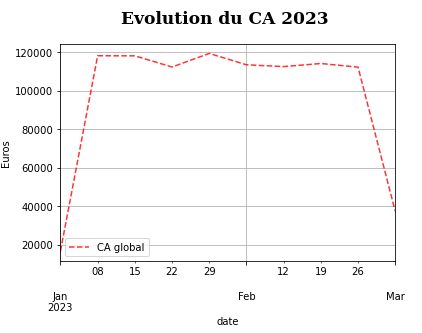 Evolution du CA 2023
120000
100000
80000
60000
40000
20000
Euros
CA global
08 15 22 29 12 19 26
Jan Feb Mar
2023
date